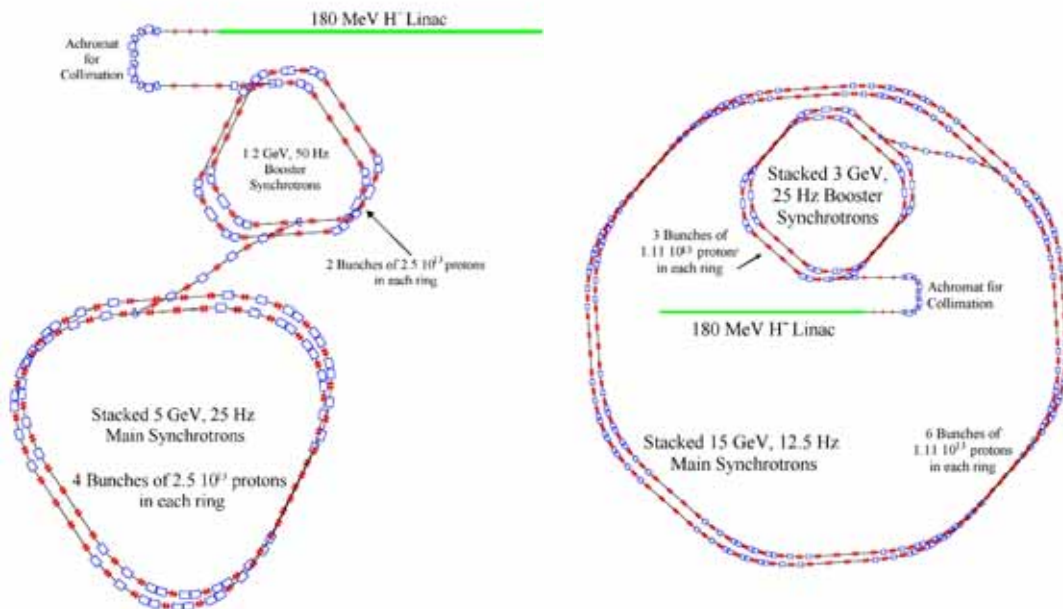 180 MeV H⁻ Linac
Achromat
for
Collimation
1.2 GeV, 50 Hz
Booster
Synchrotrons
2 Bunches of 2.5 10¹³ protons
in each ring
Stacked 5 GeV, 25 Hz
Main Synchrotrons
4 Bunches of 2.5 10¹³ protons
in each ring
Stacked 3 GeV,
25 Hz Booster
Synchrotrons
3 Bunches of
1.11 10¹³ protons
in each ring
Achromat for
Collimation
180 MeV H⁻ Linac
Stacked 15 GeV, 12.5 Hz
Main Synchrotrons
6 Bunches of
1.11 10¹³ protons
in each ring